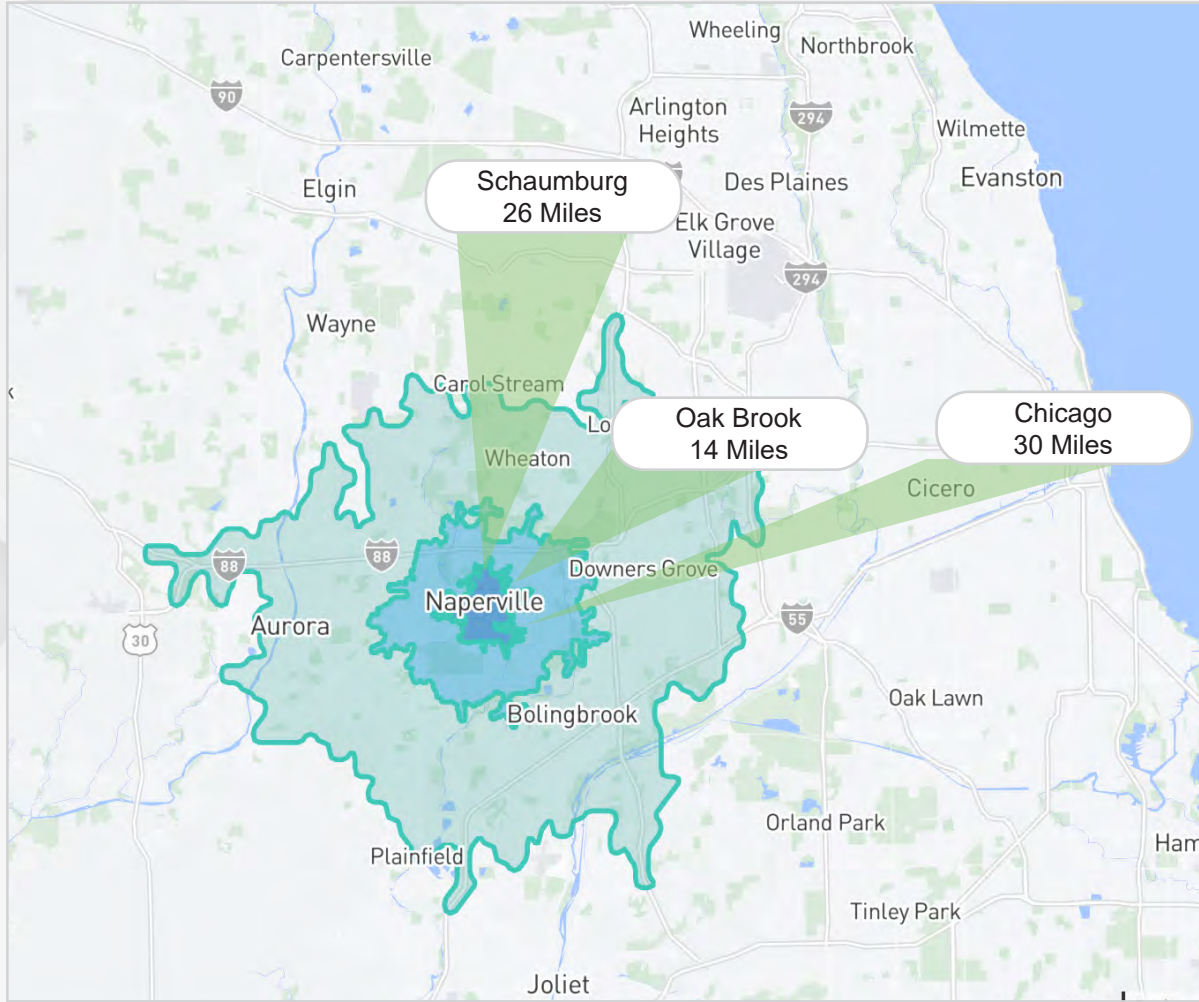 Wheeling
Northbrook
Carpentersville
90
Arlington
Heights
294
Wilmette
Schaumburg
26 Miles
Des Plaines
Evanston
Elgin
Elk Grove
Village
294
Wayne
Carol Stream
k
Lo
Oak Brook
14 Miles
Chicago
30 Miles
Wheaton
Cicero
88
88
Downers Grove
Naperville
Aurora
55
30
Oak Lawn
Bolingbrook
Orland Park
Ham
Plainfield
Tinley Park
Joliet